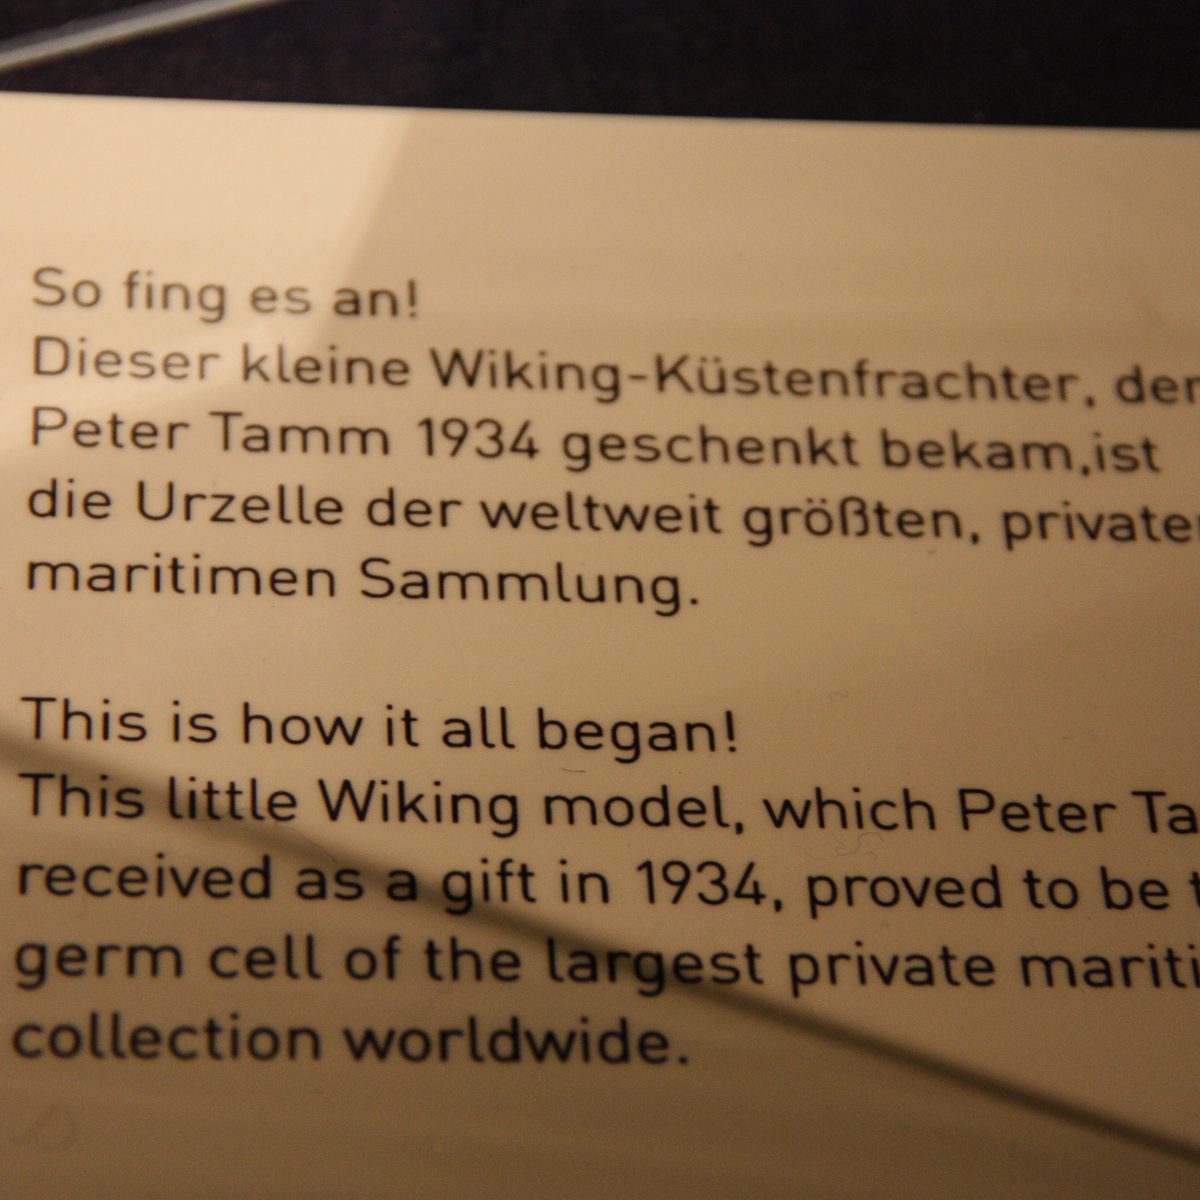 So fing es an!
Dieser kleine Wiking-Küstenfrachter, der
Peter Tamm 1934 geschenkt bekam,ist
die Urzelle der weltweit größten, private
maritimen Sammlung.
This is how it all began!
This little Wiking model, which Peter Ta
received as a gift in 1934, proved to be t
germ cell of the largest private mariti
collection worldwide.